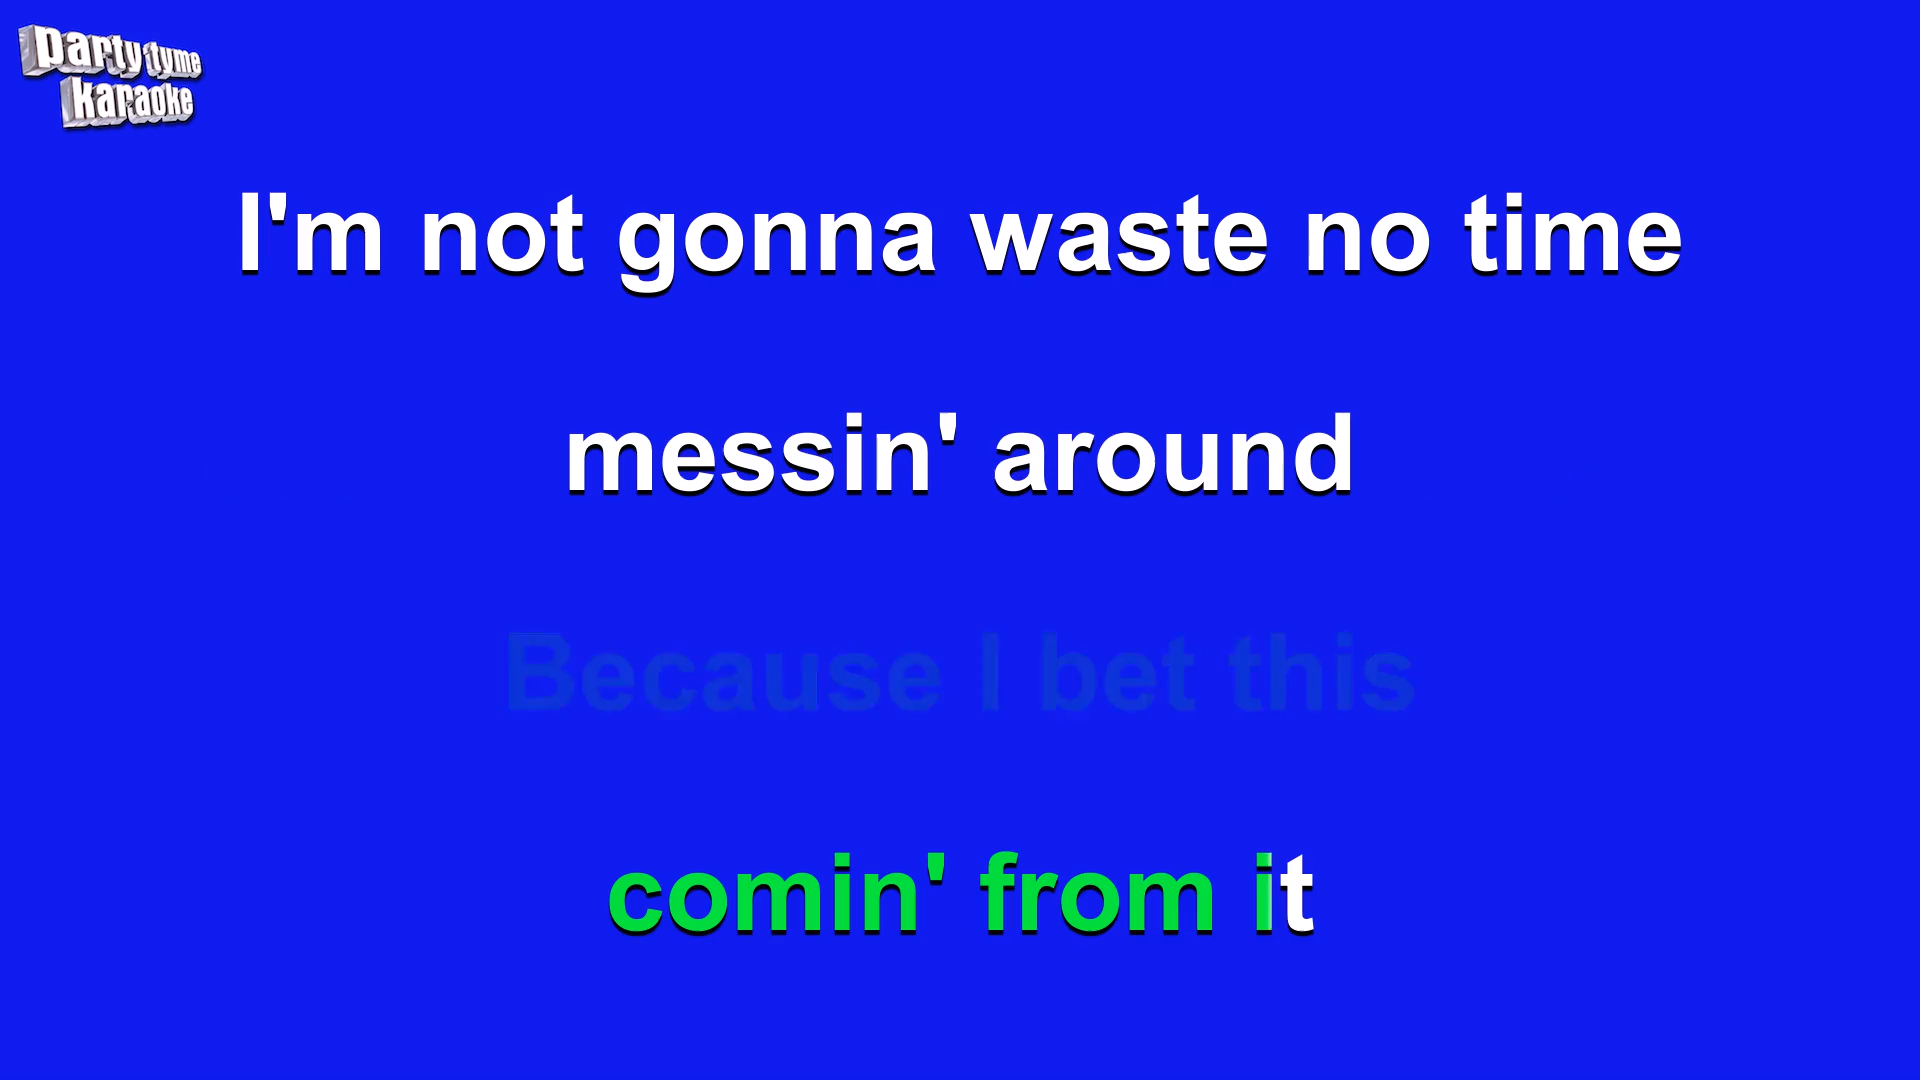 party tyme
karaoke
I'm not gonna waste no time
messin' around
Because I bet this
comin' from it